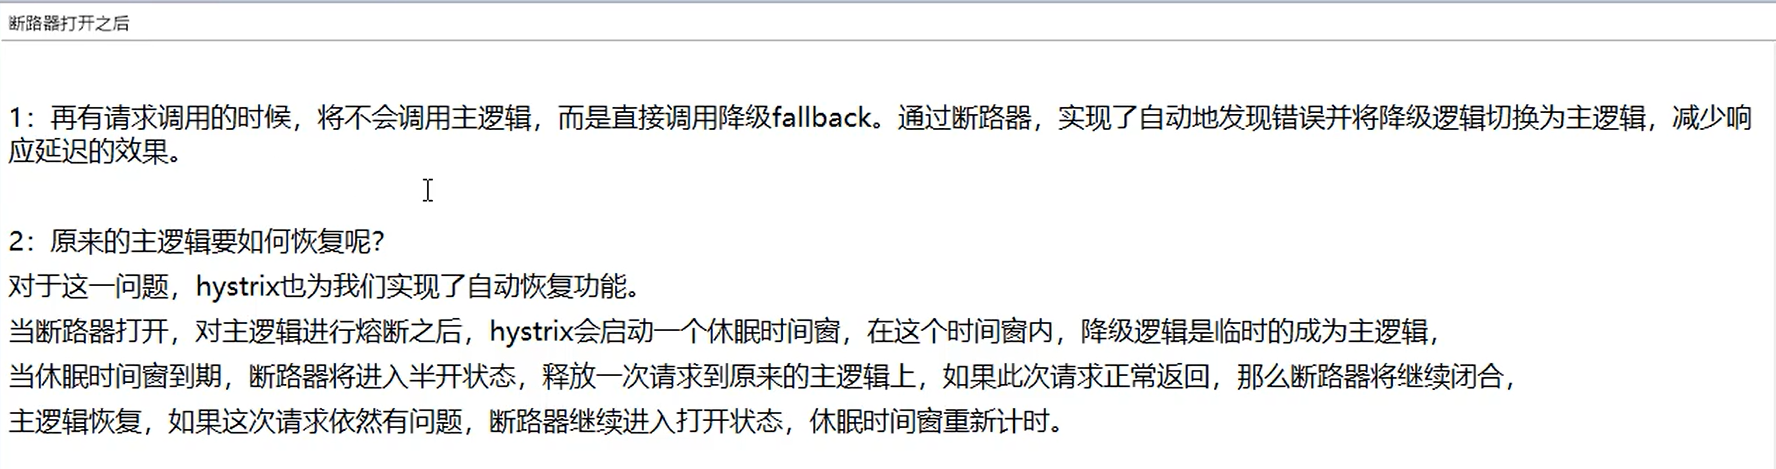 断路器打开之后
1：再有请求调用的时候，将不会调用主逻辑，而是直接调用降级fallback。通过断路器，实现了自动地发现错误并将降级逻辑切换为主逻辑，减少响
应延迟的效果。
2：原来的主逻辑要如何恢复呢？
对于这一问题，hystrix也为我们实现了自动恢复功能。
当断路器打开，对主逻辑进行熔断之后，hystrix会启动一个休眠时间窗，在这个时间窗内，降级逻辑是临时的成为主逻辑，
当休眠时间窗到期，断路器将进入半开状态，释放一次请求到原来的主逻辑上，如果此次请求正常返回，那么断路器将继续闭合，
主逻辑恢复，如果这次请求依然有问题，断路器继续进入打开状态，休眠时间窗重新计时。